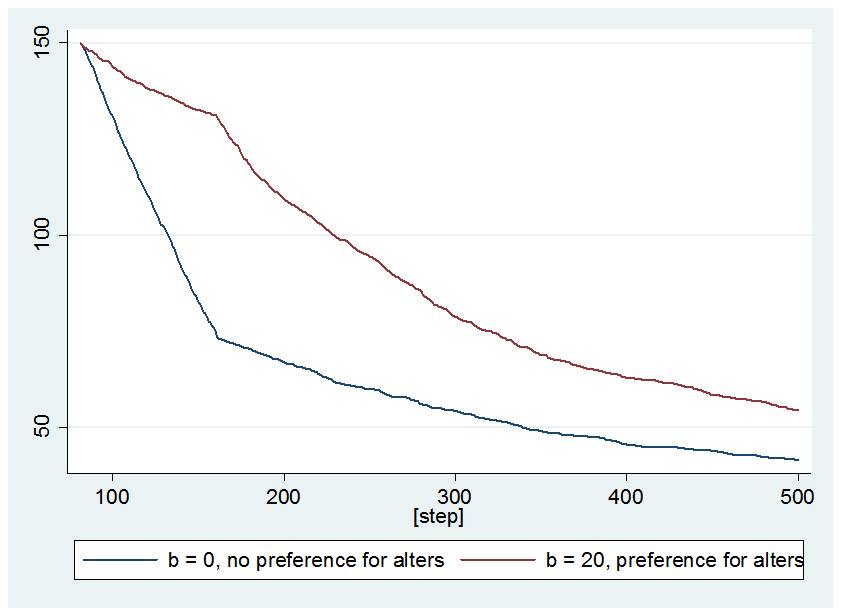 150
100
50
100 200 300 400 500
[step]
b = 0, no preference for alters b = 20, preference for alters